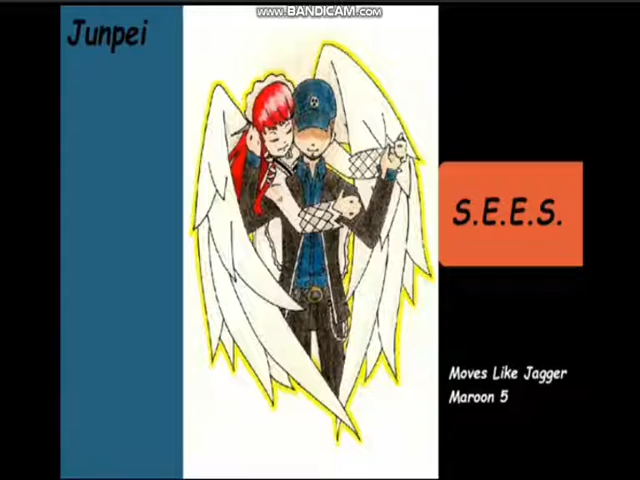 www.BANDICAM.com
Junpei
S.E.E.S.
Moves Like Jagger
Maroon 5